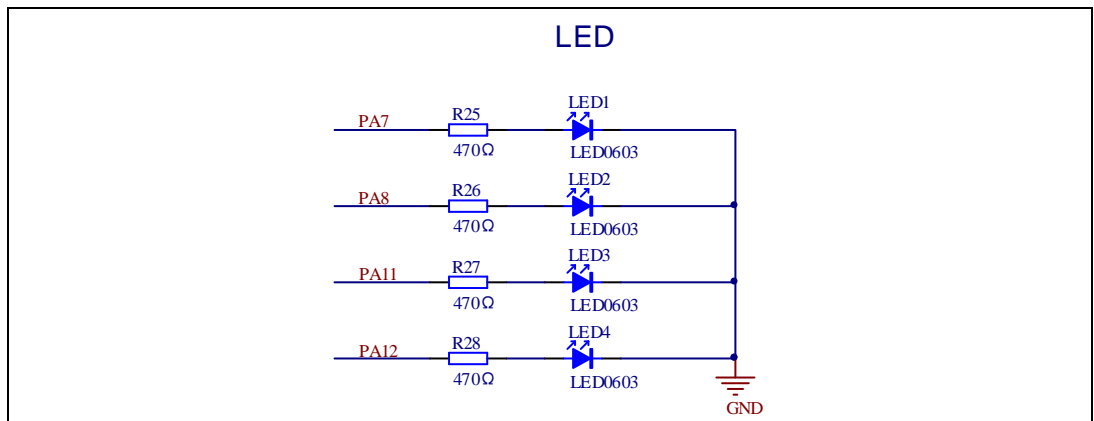 LED
LED1
PA7
R25
470Ω
LED0603
LED2
PA8
R26
470Ω
LED0603
LED3
PA11
R27
470Ω
LED0603
LED4
PA12
R28
470Ω
LED0603
GND